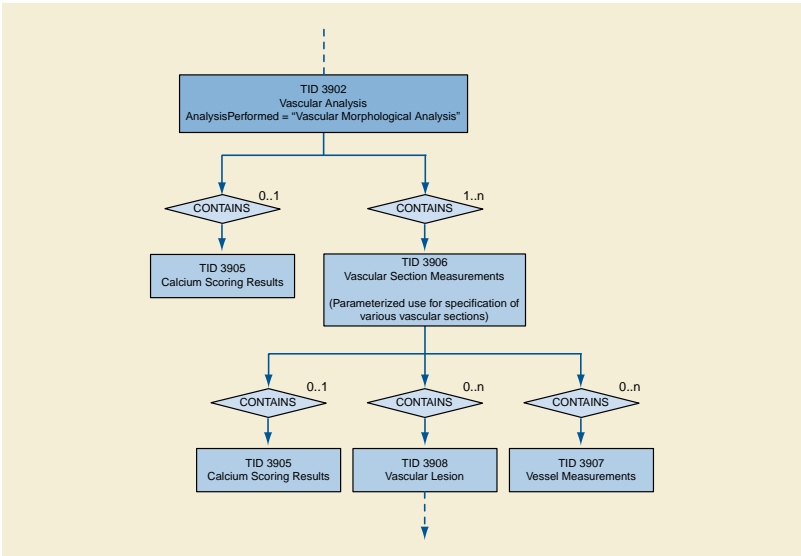 TID 3902
Vascular Analysis
AnalysisPerformed = “Vascular Morphological Analysis”
0..1
CONTAINS
1..n
CONTAINS
TID 3905
Calcium Scoring Results
TID 3906
Vascular Section Measurements
(Parameterized use for specification of
various vascular sections)
0..1
CONTAINS
0..n
CONTAINS
0..n
CONTAINS
TID 3905
Calcium Scoring Results
TID 3908
Vascular Lesion
TID 3907
Vessel Measurements